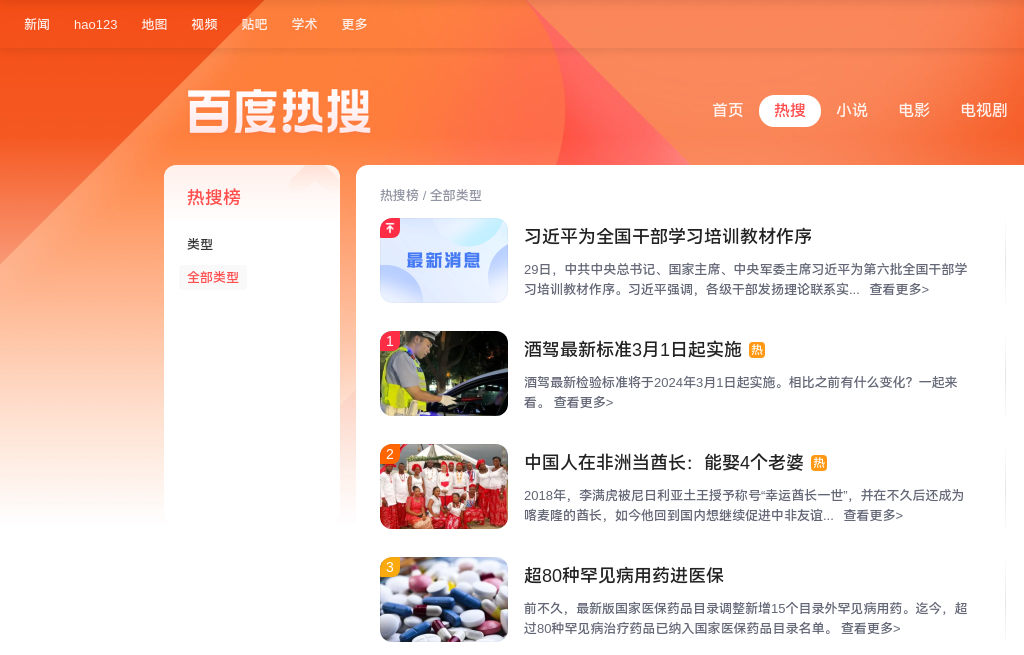 新闻 hao123 地图 视频 贴吧 学术 更多
百度热搜
首页 热搜 小说 电影 电视剧
热搜榜
类型
全部类型
热搜榜 / 全部类型
最新消息
习近平为全国干部学习培训教材作序
29日，中共中央总书记、国家主席、中央军委主席习近平为第六批全国干部学
习培训教材作序。习近平强调，各级干部发扬理论联系实... 查看更多>
1
酒驾最新标准3月1日起实施 热
酒驾最新检验标准将于2024年3月1日起实施。相比之前有什么变化？一起来
看。 查看更多>
2
中国人在非洲当酋长：能娶4个老婆 热
2018年，李满虎被尼日利亚土王授予称号“幸运酋长一世”，并在不久后还成为
喀麦隆的酋长，如今他回到国内想继续促进中非友谊... 查看更多>
3
超80种罕见病用药进医保
前不久，最新版国家医保药品目录调整新增15个目录外罕见病用药。迄今，超
过80种罕见病治疗药品已纳入国家医保药品目录名单。 查看更多>